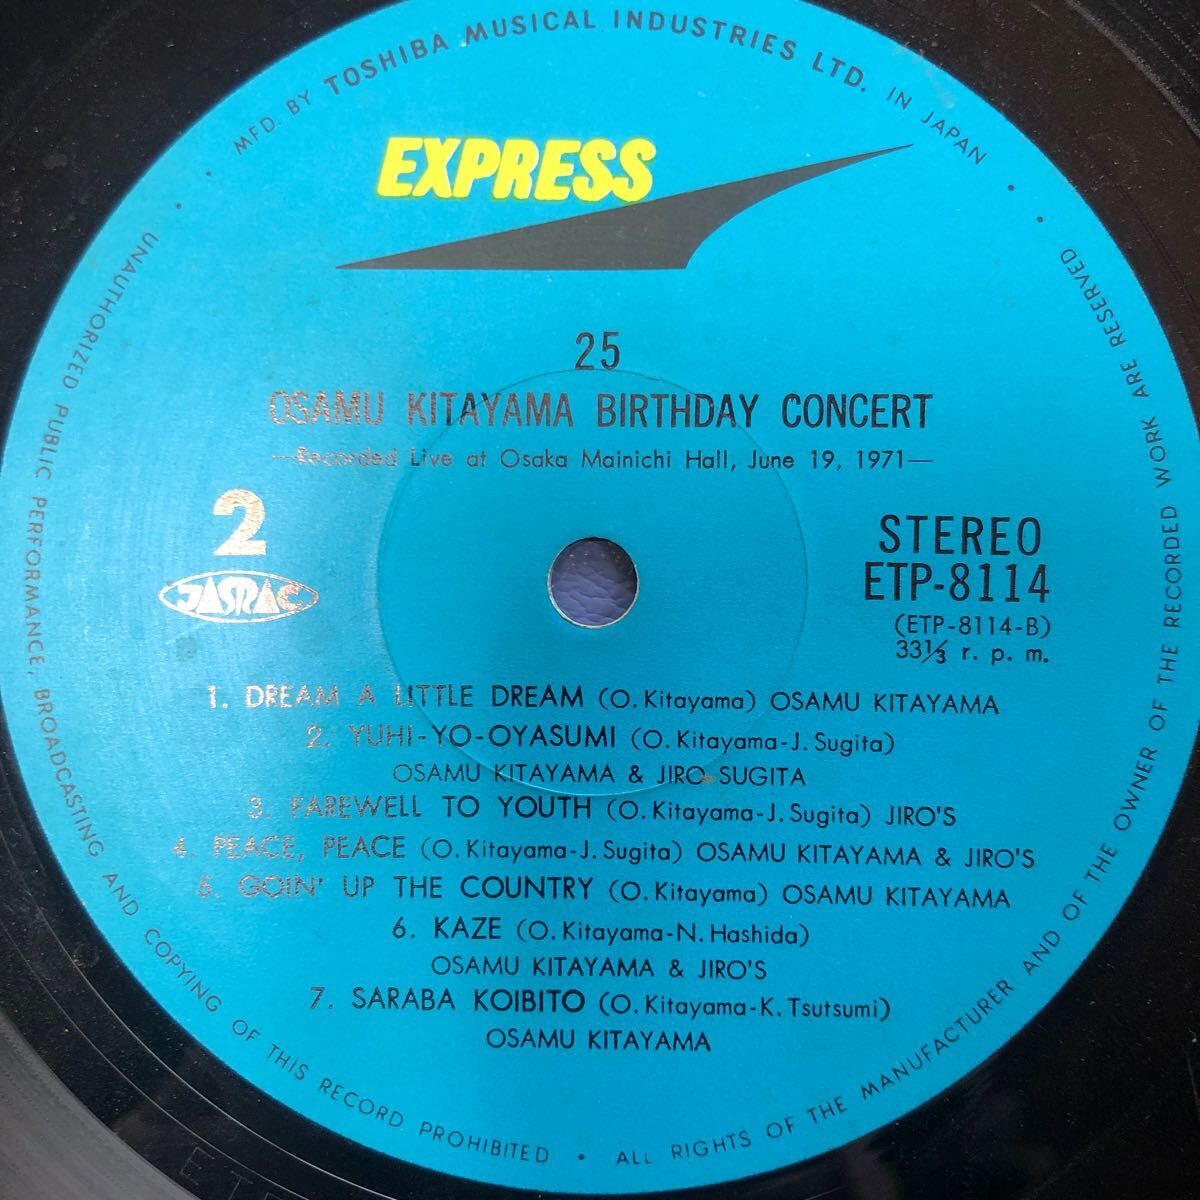 MFD. BY TOSHIBA MUSICAL INDUSTRIES LTD. IN JAPAN
EXPRESS
25
OSAMU KITAYAMA BIRTHDAY CONCERT
—Recorded Live at Osaka Mainichi Hall, June 19, 1971—
2
JASRAC
STEREO
ETP-8114
(ETP-8114-B)
33⅓ r. p. m.
1. DREAM A LITTLE DREAM (O. Kitayama) OSAMU KITAYAMA
2. YUHI-YO-OYASUMI (O. Kitayama-J. Sugita)
OSAMU KITAYAMA & JIRO SUGITA
3. FAREWELL TO YOUTH (O. Kitayama-J. Sugita) JIRO'S
4. PEACE, PEACE (O. Kitayama-J. Sugita) OSAMU KITAYAMA & JIRO'S
5. GOIN' UP THE COUNTRY (O. Kitayama) OSAMU KITAYAMA
6. KAZE (O. Kitayama-N. Hashida)
OSAMU KITAYAMA & JIRO'S
7. SARABA KOIBITO (O. Kitayama-K. Tsutsumi)
OSAMU KITAYAMA
UNAUTHORIZED PUBLIC PERFORMANCE, BROADCASTING AND COPYING OF THIS RECORD PROHIBITED • ALL RIGHTS OF THE MANUFACTURER AND OF THE OWNER OF THE RECORDED WORK ARE RESERVED